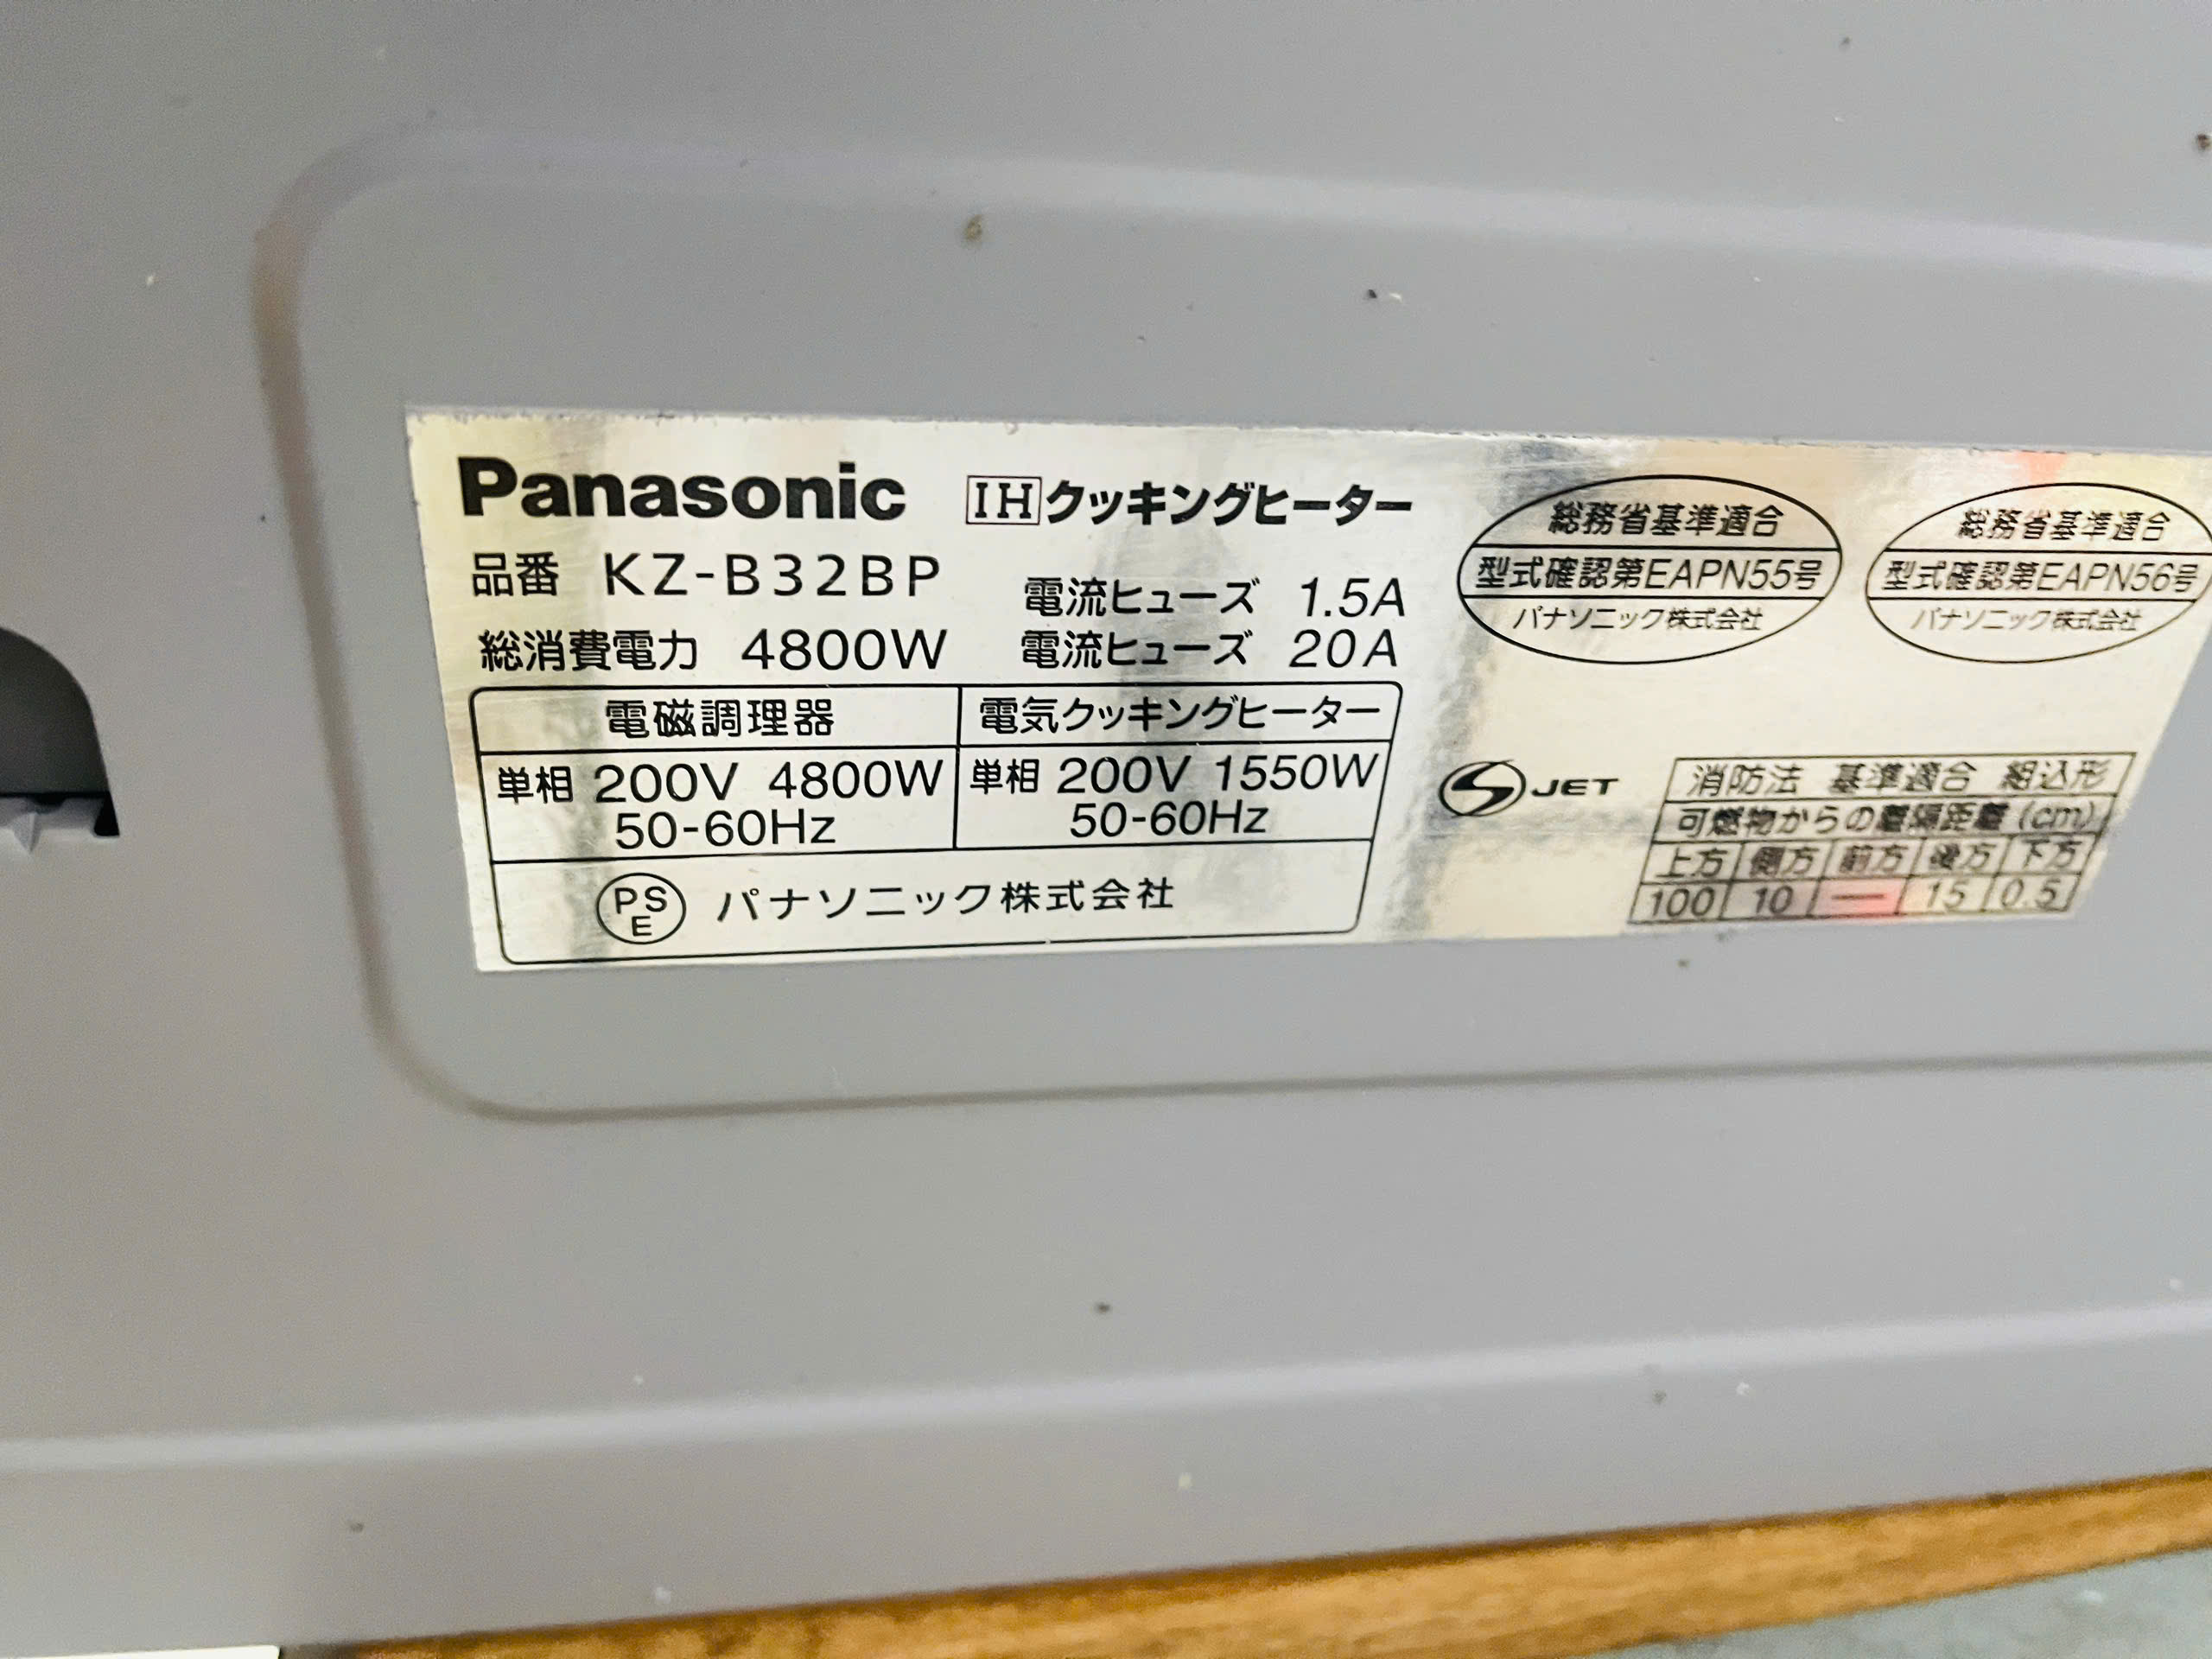 Panasonic IHクッキングヒーター
品番 KZ-B32BP
総消費電力 4800W
電流ヒューズ 1.5A
電流ヒューズ 20A
電磁調理器 電気クッキングヒーター
単相 200V 4800W 単相 200V 1550W
50-60Hz 50-60Hz
PSE パナソニック株式会社
総務省基準適合
型式確認第EAPN55号
パナソニック株式会社
総務省基準適合
型式確認第EAPN56号
パナソニック株式会社
S JET
消防法 基準適合 組込形
可燃物からの離隔距離(cm)
上方 側方 前方 後方 下方
100 10 — 15 0.5